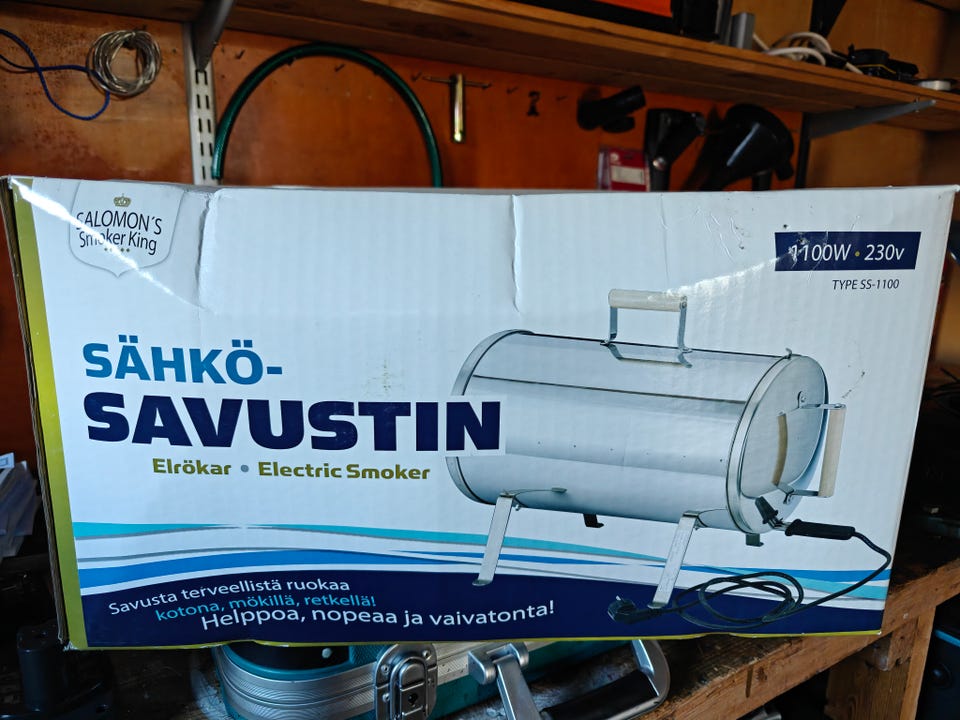 SALOMON´S
Smoker King
1100W • 230v
TYPE SS-1100
SÄHKÖ-
SAVUSTIN
Elrökar • Electric Smoker
Savusta terveellistä ruokaa
kotona, mökillä, retkellä!
Helppoa, nopeaa ja vaivatonta!